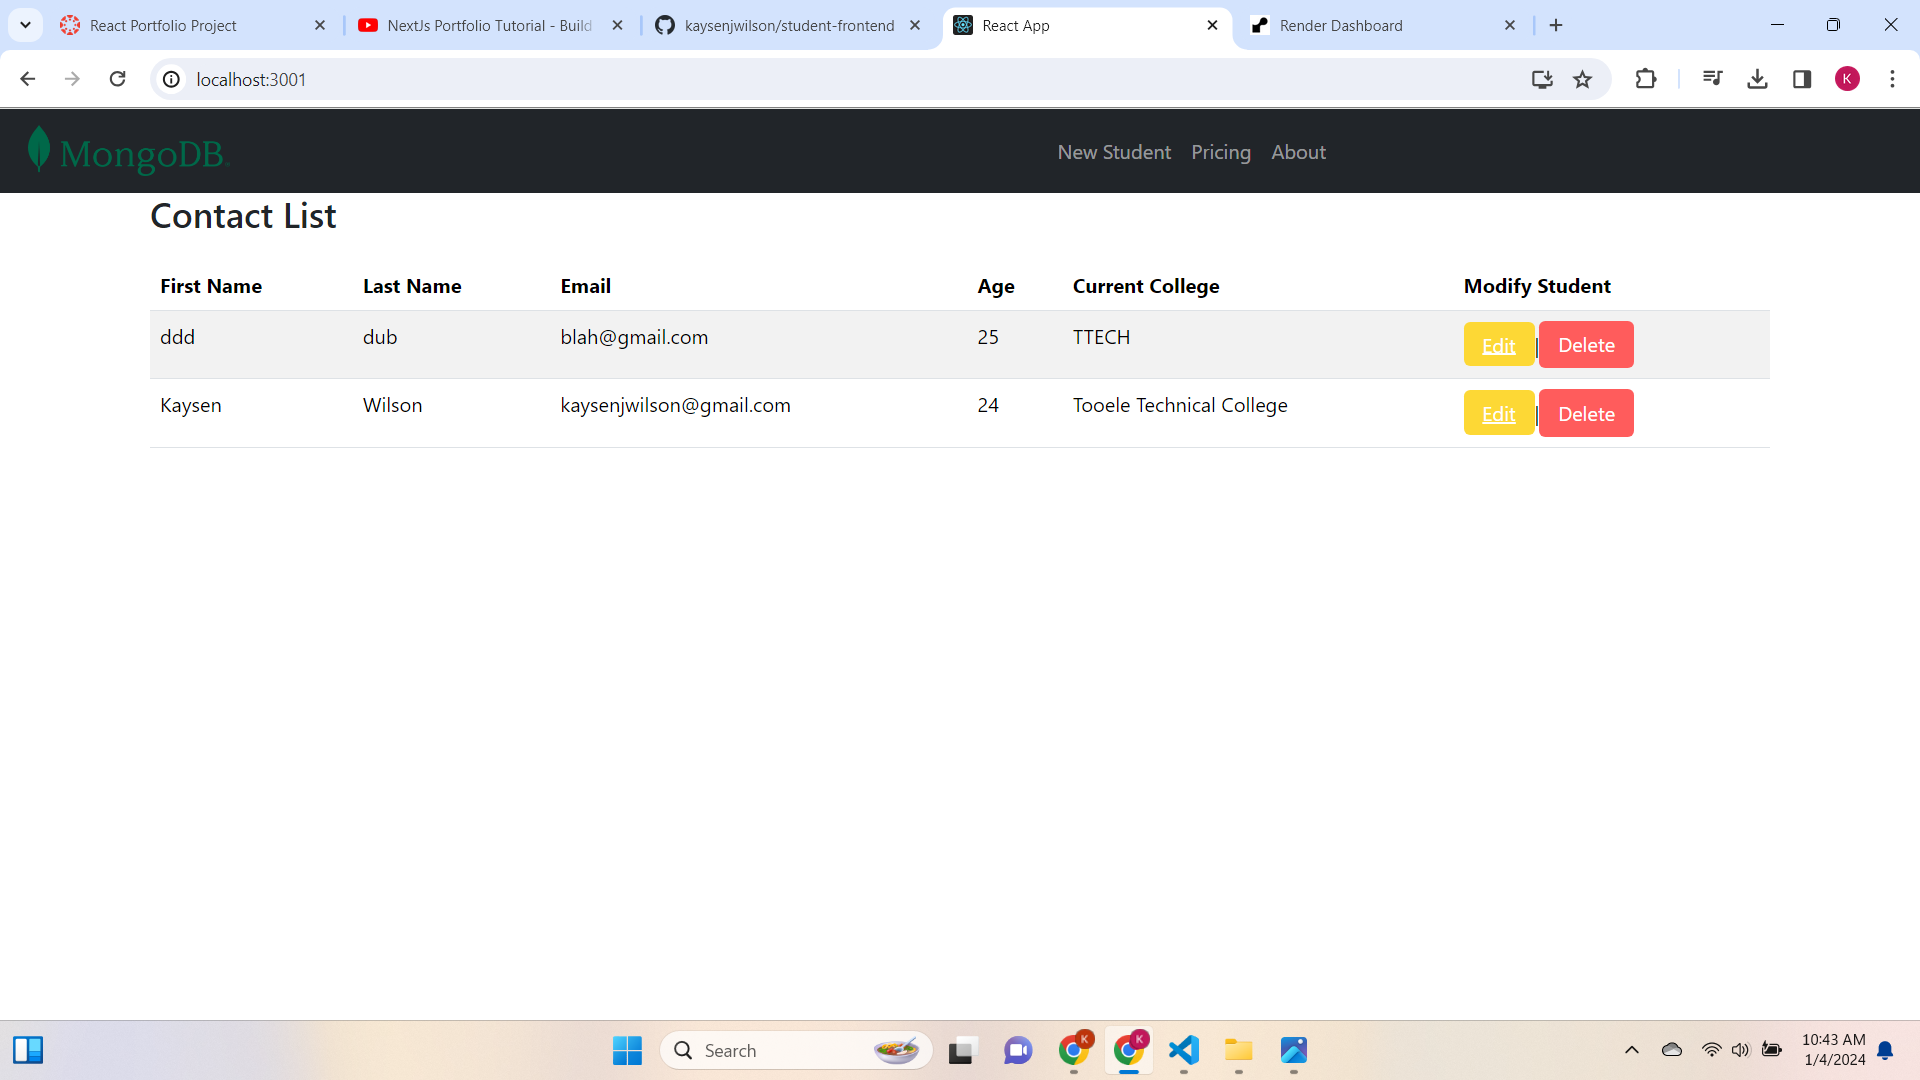 React Portfolio Project
NextJs Portfolio Tutorial - Build
kaysenjwilson/student-frontend
React App
Render Dashboard
localhost:3001
K
MongoDB.
New Student Pricing About
Contact List
First Name Last Name Email Age Current College Modify Student
ddd dub blah@gmail.com 25 TTECH Edit | Delete
Kaysen Wilson kaysenjwilson@gmail.com 24 Tooele Technical College Edit | Delete
Search
K
K
10:43 AM
1/4/2024